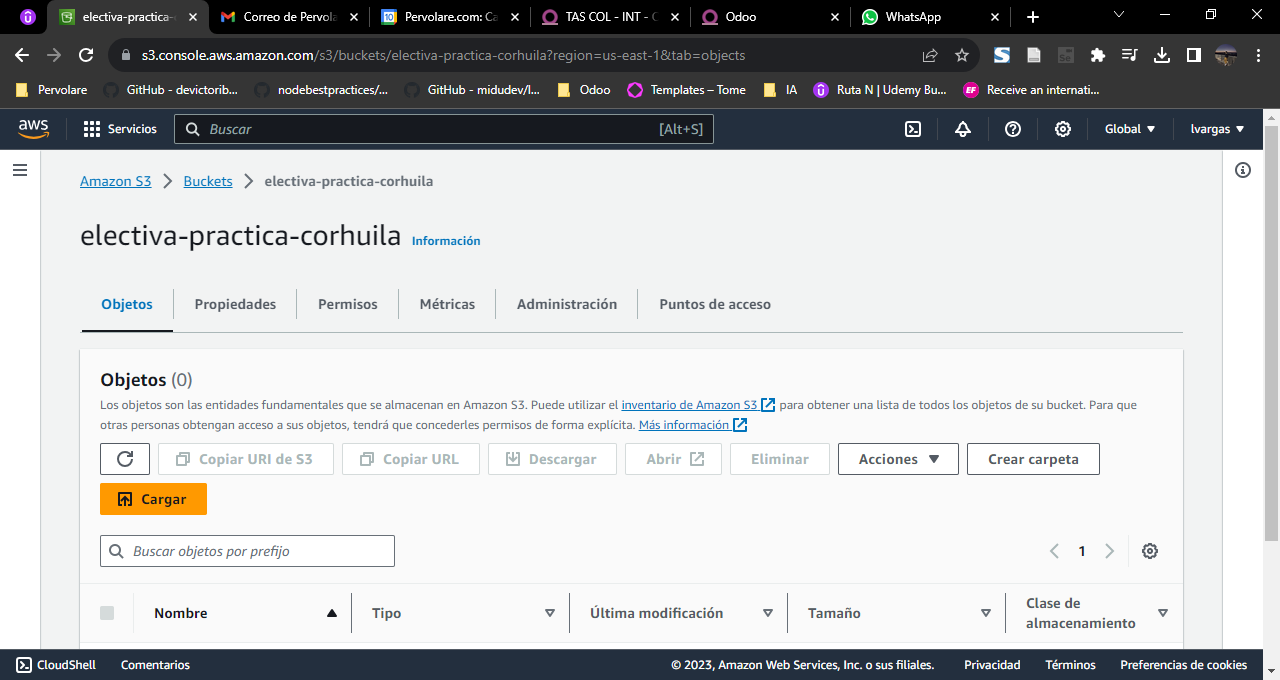 electiva-practica-
Correo de Pervola
Pervolare.com: Ca
TAS COL - INT - C
Odoo
WhatsApp
s3.console.aws.amazon.com/s3/buckets/electiva-practica-corhuila?region=us-east-1&tab=objects
Pervolare
GitHub - devictorib...
nodebestpractices/...
GitHub - midudev/l...
Odoo
Templates – Tome
IA
Ruta N | Udemy Bu...
Receive an internati...
aws
Servicios
Buscar
[Alt+S]
Global
lvargas
Amazon S3
Buckets
electiva-practica-corhuila
electiva-practica-corhuila
Información
Objetos
Propiedades
Permisos
Métricas
Administración
Puntos de acceso
Objetos (0)
Los objetos son las entidades fundamentales que se almacenan en Amazon S3. Puede utilizar el inventario de Amazon S3 para obtener una lista de todos los objetos de su bucket. Para que
otras personas obtengan acceso a sus objetos, tendrá que concederles permisos de forma explícita. Más información
Copiar URI de S3
Copiar URL
Descargar
Abrir
Eliminar
Acciones
Crear carpeta
Cargar
Buscar objetos por prefijo
1
Nombre
Tipo
Última modificación
Tamaño
Clase de
almacenamiento
CloudShell
Comentarios
© 2023, Amazon Web Services, Inc. o sus filiales.
Privacidad
Términos
Preferencias de cookies